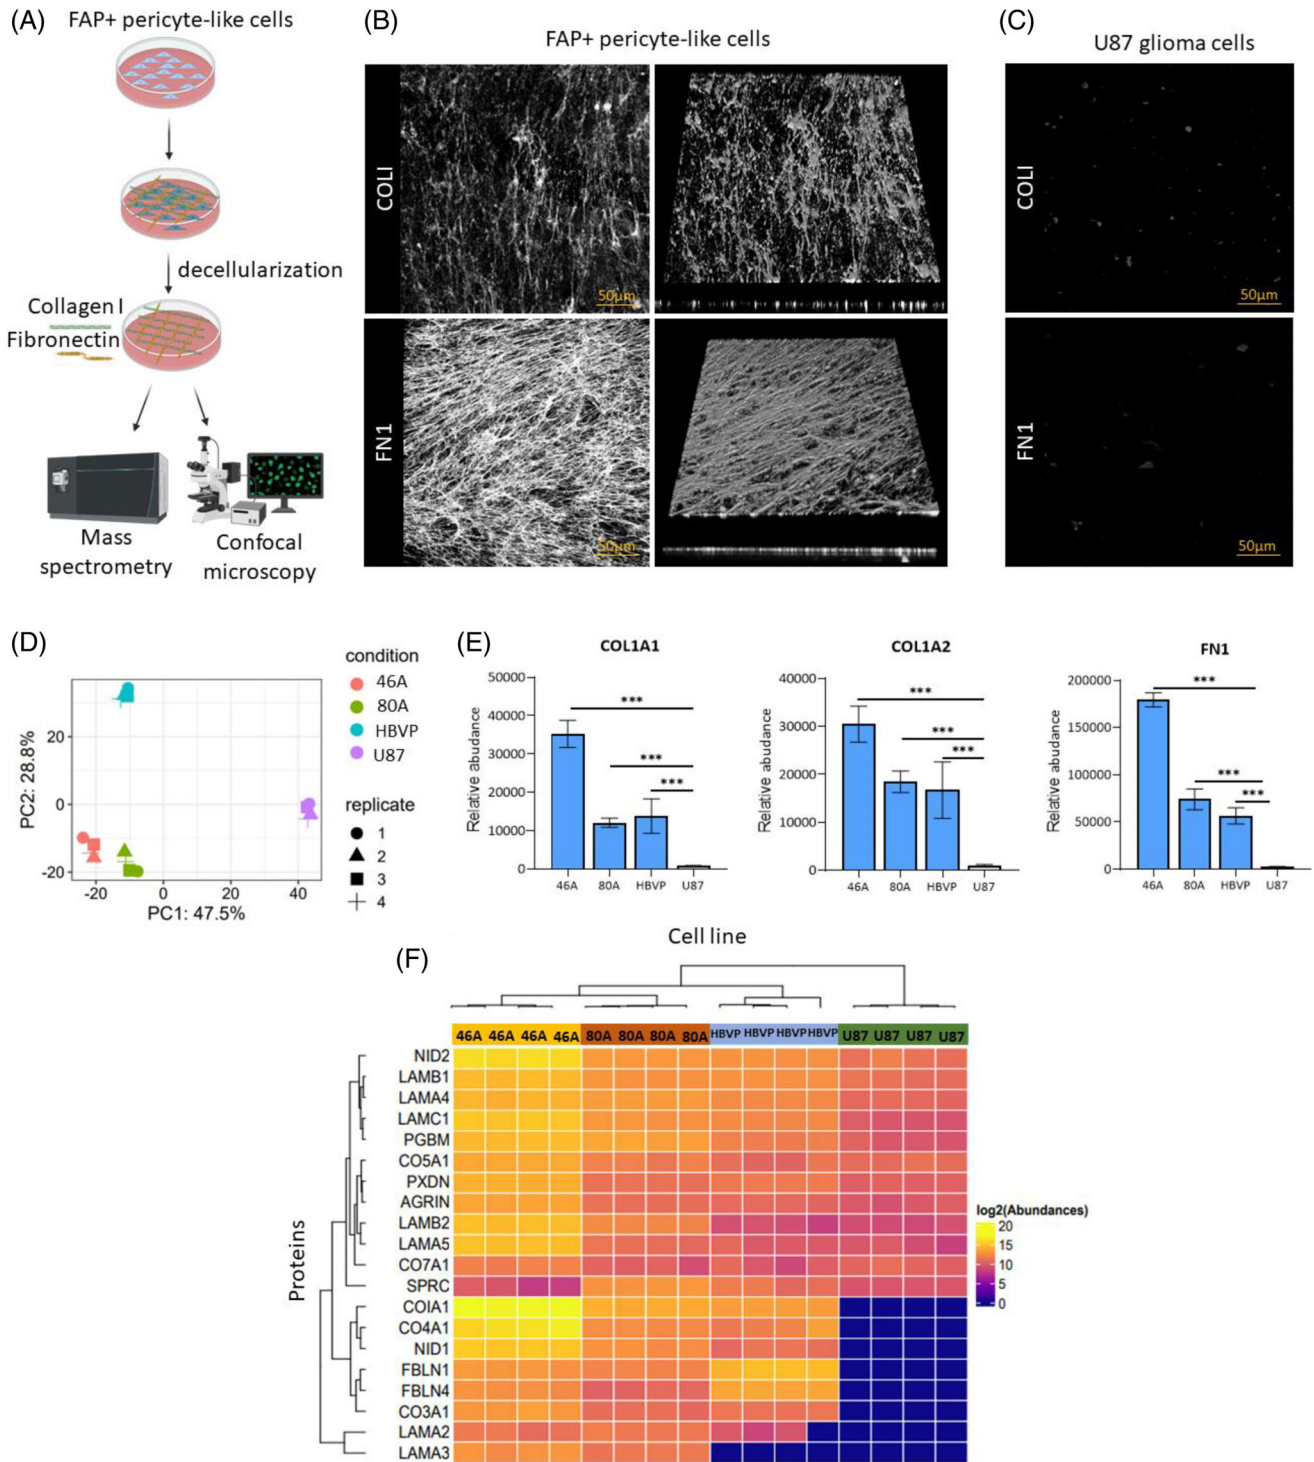 (A)
FAP+ pericyte-like cells
decellularization
Collagen I
Fibronectin
Mass
spectrometry
Confocal
microscopy
(B)
FAP+ pericyte-like cells
COLI
50µm
FN1
50µm
(C)
U87 glioma cells
COLI
50µm
FN1
50µm
(D)
PC2: 28.8%
20
0
-20
-20 0 20 40
PC1: 47.5%
condition
46A
80A
HBVP
U87
replicate
1
2
3
4
(E)
COL1A1
Relative abudance
50000
40000
30000
20000
10000
0
***
***
***
46A 80A HBVP U87
COL1A2
Relative abudance
40000
30000
20000
10000
0
***
***
***
46A 80A HBVP U87
FN1
Relative abudance
200000
150000
100000
50000
0
***
***
***
46A 80A HBVP U87
(F)
Cell line
46A 46A 46A 46A 80A 80A 80A 80A HBVP HBVP HBVP HBVP U87 U87 U87 U87
Proteins
NID2
LAMB1
LAMA4
LAMC1
PGBM
CO5A1
PXDN
AGRIN
LAMB2
LAMA5
CO7A1
SPRC
COIA1
CO4A1
NID1
FBLN1
FBLN4
CO3A1
LAMA2
LAMA3
log2(Abundances)
20
15
10
5
0